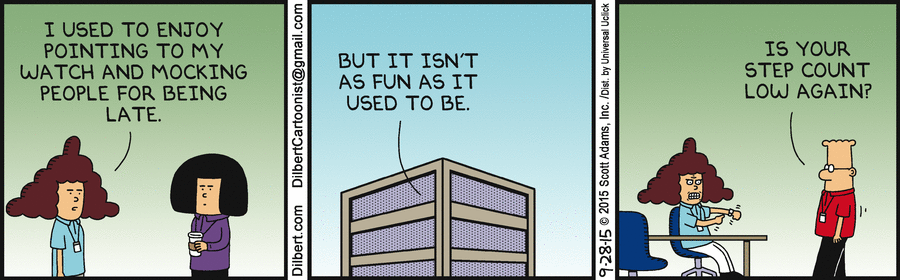 I USED TO ENJOY
POINTING TO MY
WATCH AND MOCKING
PEOPLE FOR BEING
LATE.
Dilbert.com DilbertCartoonist@gmail.com
BUT IT ISN'T
AS FUN AS IT
USED TO BE.
9-28-15 © 2015 Scott Adams, Inc. /Dist. by Universal Uclick
IS YOUR
STEP COUNT
LOW AGAIN?